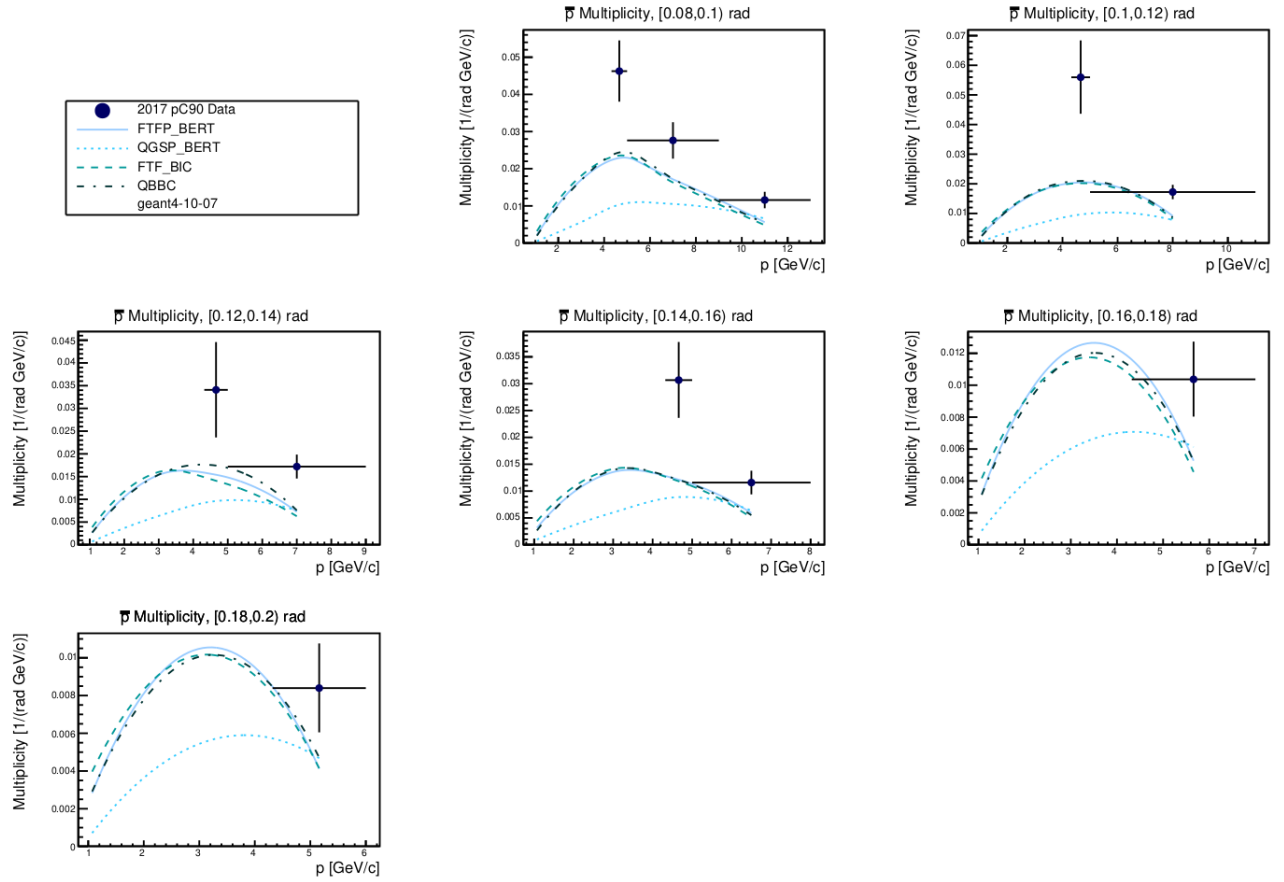 2017 pC90 Data
FTFP_BERT
QGSP_BERT
FTF_BIC
QBBC
geant4-10-07
p̅ Multiplicity, [0.08,0.1) rad
Multiplicity [1/(rad GeV/c)]
0.05
0.04
0.03
0.02
0.01
0
2 4 6 8 10 12
p [GeV/c]
p̅ Multiplicity, [0.1,0.12) rad
Multiplicity [1/(rad GeV/c)]
0.07
0.06
0.05
0.04
0.03
0.02
0.01
0
2 4 6 8 10
p [GeV/c]
p̅ Multiplicity, [0.12,0.14) rad
Multiplicity [1/(rad GeV/c)]
0.045
0.04
0.035
0.03
0.025
0.02
0.015
0.01
0.005
0
1 2 3 4 5 6 7 8 9
p [GeV/c]
p̅ Multiplicity, [0.14,0.16) rad
Multiplicity [1/(rad GeV/c)]
0.035
0.03
0.025
0.02
0.015
0.01
0.005
0
1 2 3 4 5 6 7 8
p [GeV/c]
p̅ Multiplicity, [0.16,0.18) rad
Multiplicity [1/(rad GeV/c)]
0.012
0.01
0.008
0.006
0.004
0.002
0
1 2 3 4 5 6 7
p [GeV/c]
p̅ Multiplicity, [0.18,0.2) rad
Multiplicity [1/(rad GeV/c)]
0.01
0.008
0.006
0.004
0.002
0
1 2 3 4 5 6
p [GeV/c]